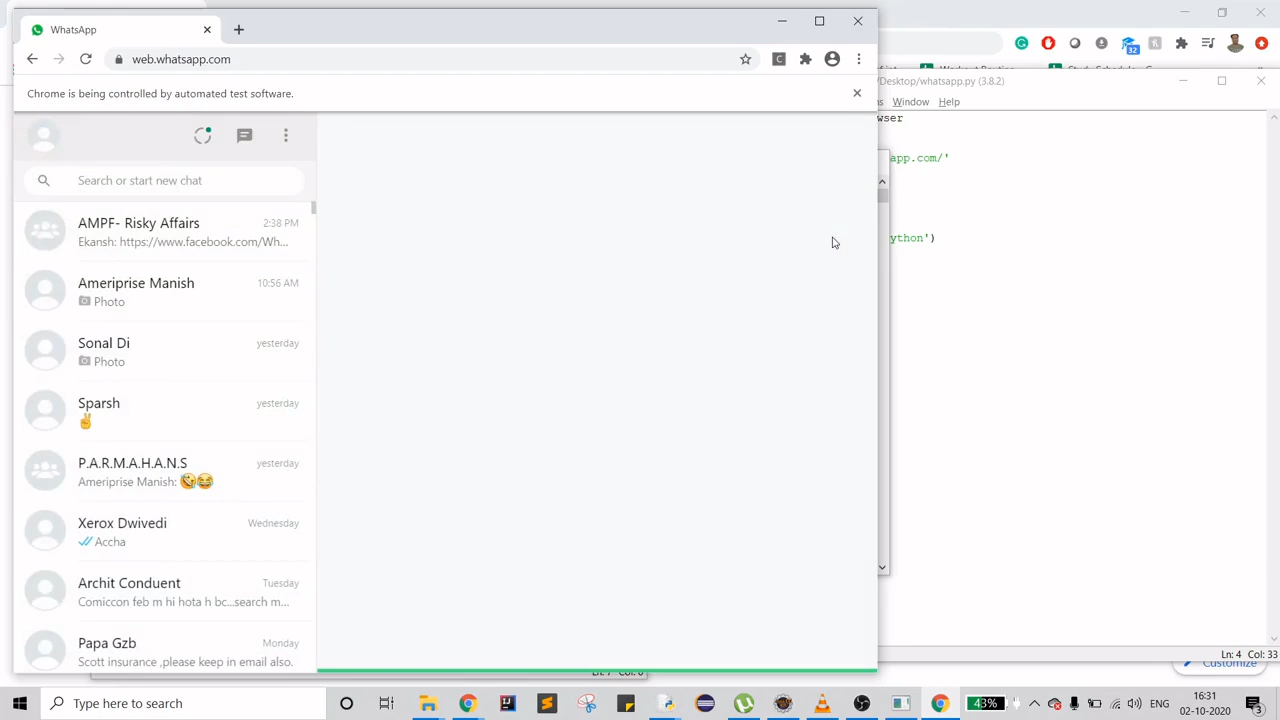 WhatsApp
web.whatsapp.com
32
Chrome is being controlled by automated test software.
/Desktop/whatsapp.py (3.8.2)
Window Help
wser
app.com/'
ython')
Search or start new chat
AMPF- Risky Affairs 2:38 PM
Ekansh: https://www.facebook.com/Wh...
Ameriprise Manish 10:56 AM
Photo
Sonal Di yesterday
Photo
Sparsh yesterday
✌
P.A.R.M.A.H.A.N.S yesterday
Ameriprise Manish: 🤪😂
Xerox Dwivedi Wednesday
Accha
Archit Conduent Tuesday
Comiccon feb m hi hota h bc...search m...
Papa Gzb Monday
Scott insurance ,please keep in email also.
Ln: 4 Col: 33
Customize
Type here to search
43%
ENG
16:31
02-10-2020
3